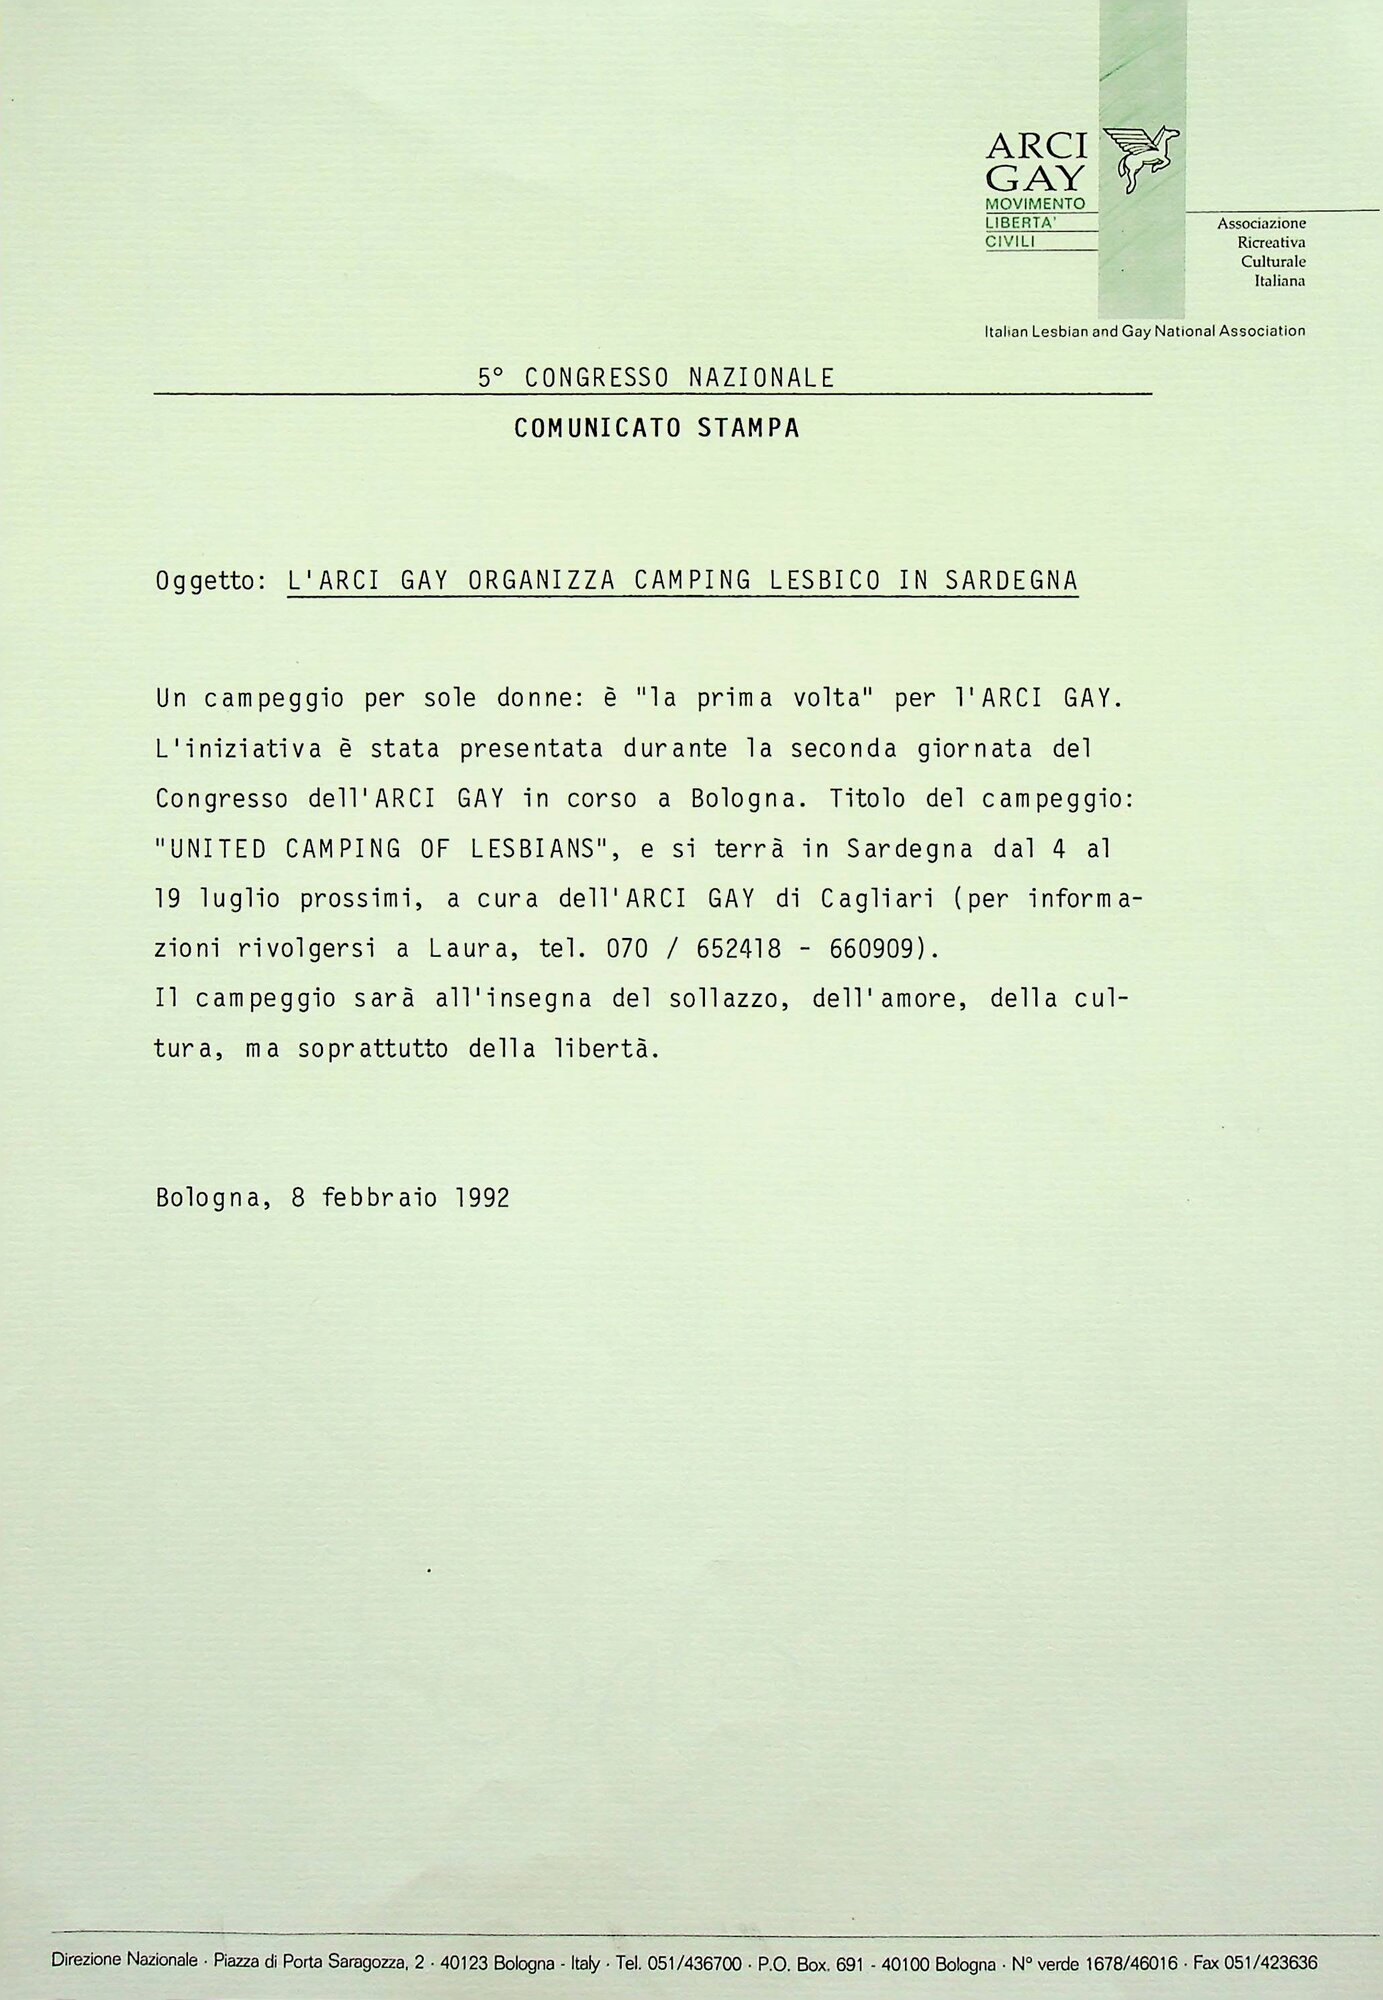 ARCI
GAY
MOVIMENTO
LIBERTA'
CIVILI
Associazione
Ricreativa
Culturale
Italiana
Italian Lesbian and Gay National Association
5° CONGRESSO NAZIONALE
COMUNICATO STAMPA
Oggetto: L'ARCI GAY ORGANIZZA CAMPING LESBICO IN SARDEGNA
Un campeggio per sole donne: è "la prima volta" per l'ARCI GAY.
L'iniziativa è stata presentata durante la seconda giornata del
Congresso dell'ARCI GAY in corso a Bologna. Titolo del campeggio:
"UNITED CAMPING OF LESBIANS", e si terrà in Sardegna dal 4 al
19 luglio prossimi, a cura dell'ARCI GAY di Cagliari (per informa-
zioni rivolgersi a Laura, tel. 070 / 652418 - 660909).
Il campeggio sarà all'insegna del sollazzo, dell'amore, della cul-
tura, ma soprattutto della libertà.
Bologna, 8 febbraio 1992
Direzione Nazionale · Piazza di Porta Saragozza, 2 · 40123 Bologna - Italy · Tel. 051/436700 · P.O. Box. 691 - 40100 Bologna · N° verde 1678/46016 · Fax 051/423636